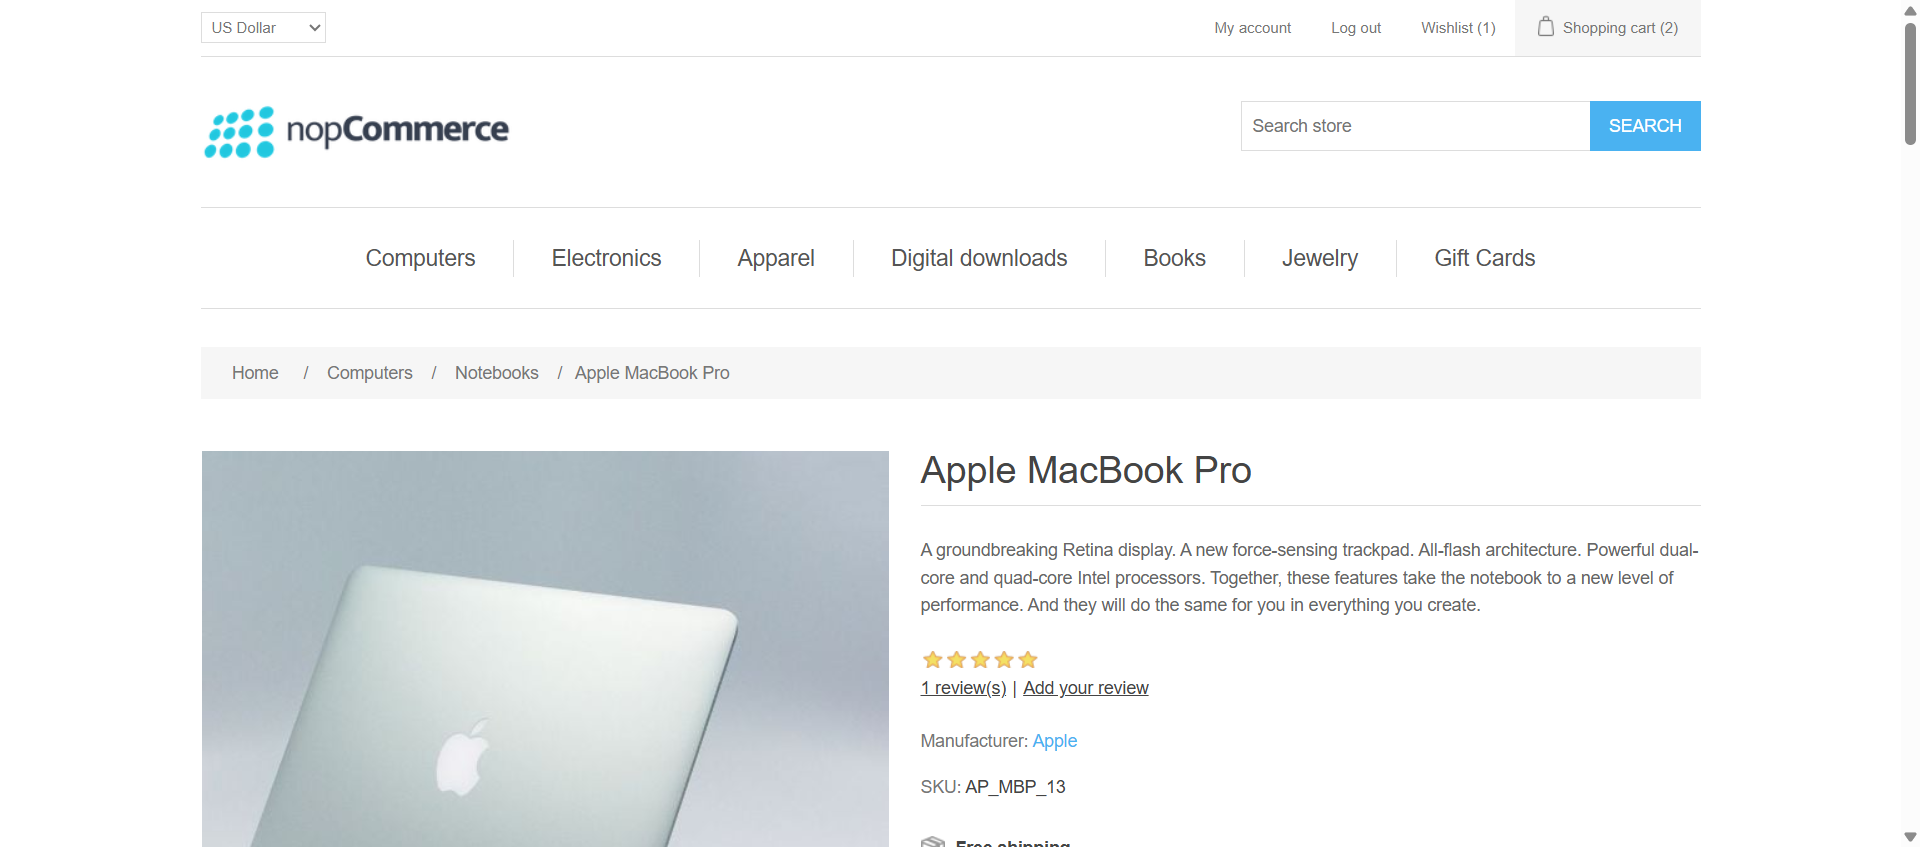 US Dollar
My account
Log out
Wishlist (1)
Shopping cart (2)
nopCommerce
Search store
SEARCH
Computers
Electronics
Apparel
Digital downloads
Books
Jewelry
Gift Cards
Home / Computers / Notebooks / Apple MacBook Pro
Apple MacBook Pro
A groundbreaking Retina display. A new force-sensing trackpad. All-flash architecture. Powerful dual-
core and quad-core Intel processors. Together, these features take the notebook to a new level of
performance. And they will do the same for you in everything you create.
1 review(s) | Add your review
Manufacturer: Apple
SKU: AP_MBP_13
Free shipping